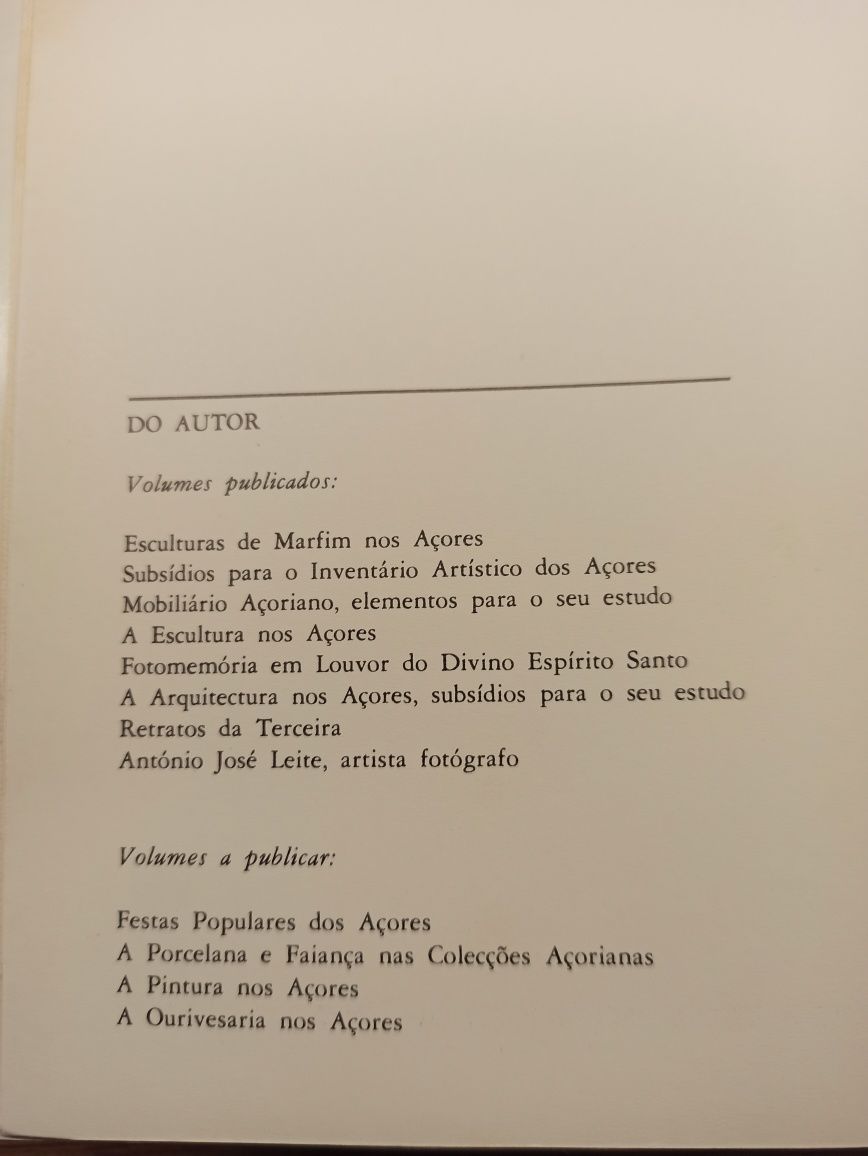 DO AUTOR
Volumes publicados:
Esculturas de Marfim nos Açores
Subsídios para o Inventário Artístico dos Açores
Mobiliário Açoriano, elementos para o seu estudo
A Escultura nos Açores
Fotomemória em Louvor do Divino Espírito Santo
A Arquitectura nos Açores, subsídios para o seu estudo
Retratos da Terceira
António José Leite, artista fotógrafo
Volumes a publicar:
Festas Populares dos Açores
A Porcelana e Faiança nas Colecções Açorianas
A Pintura nos Açores
A Ourivesaria nos Açores